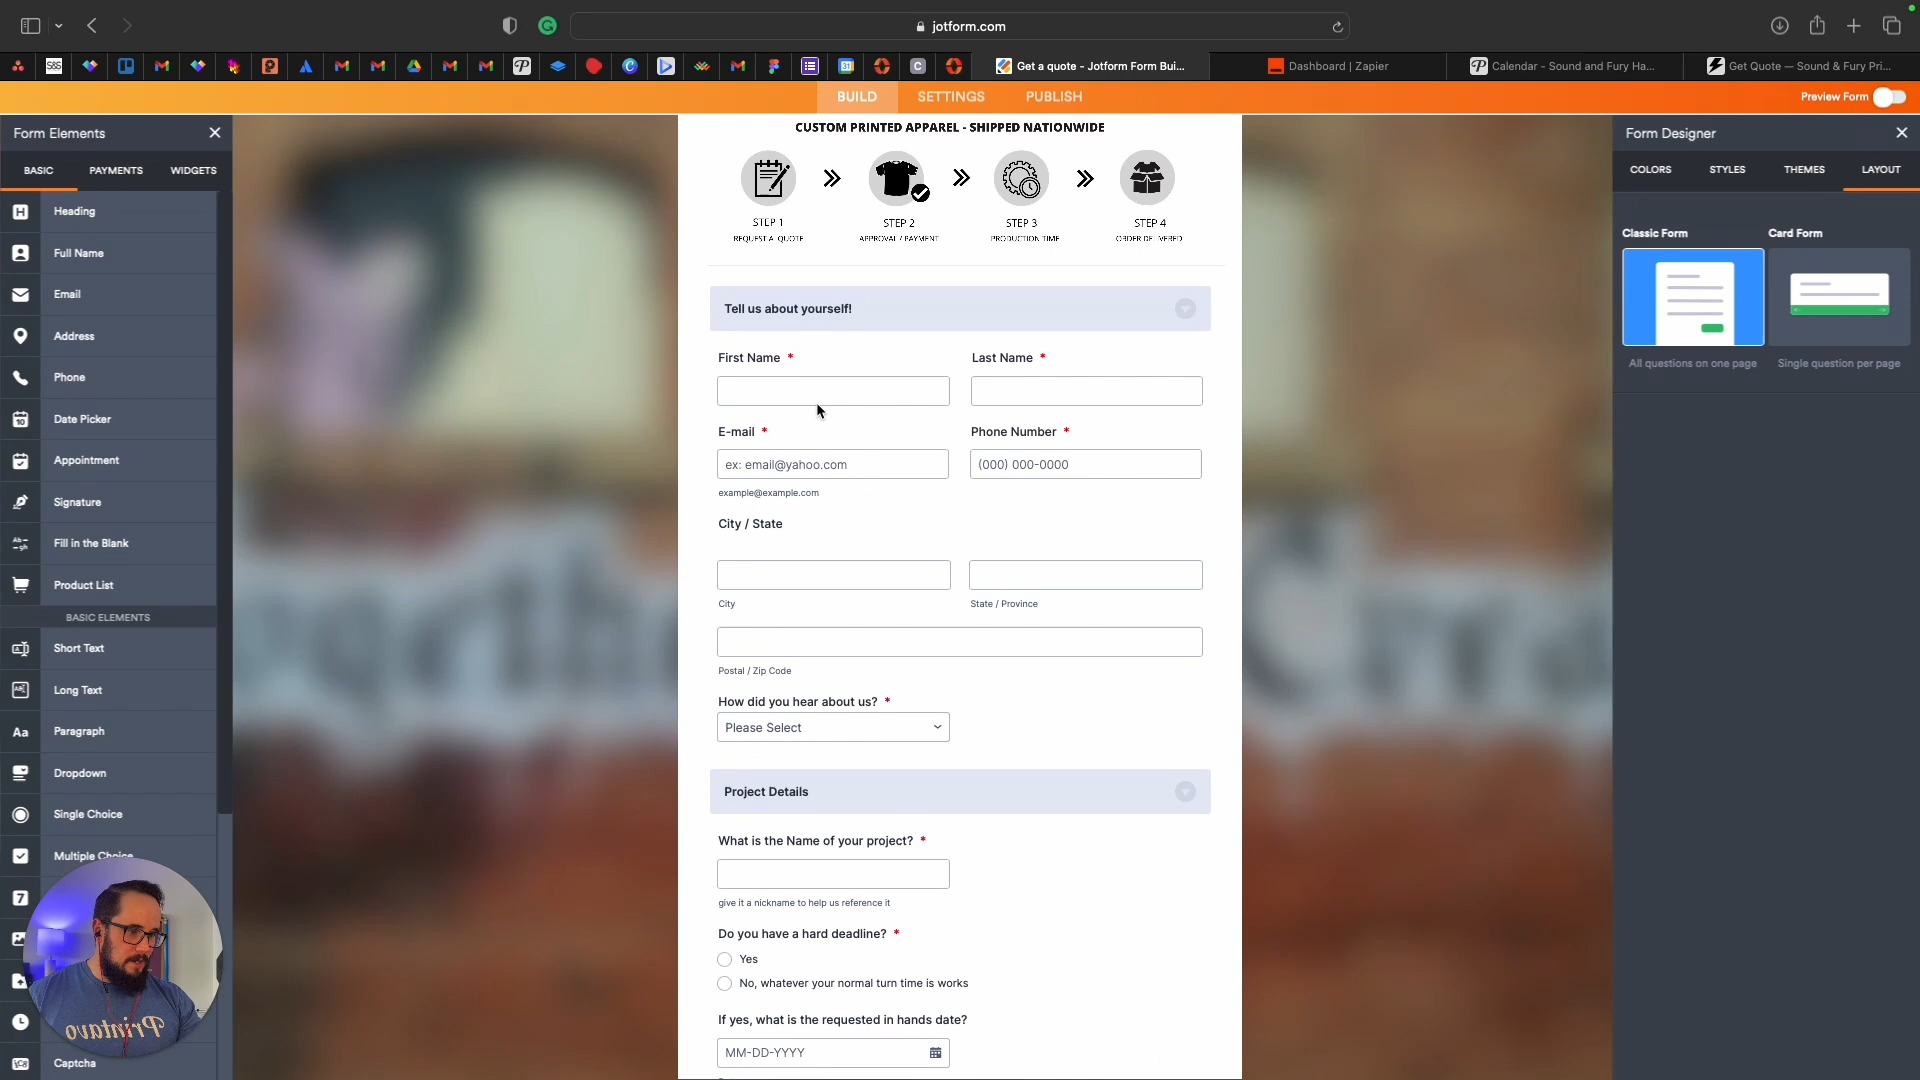 jotform.com
S&S
Get a quote - Jotform Form Bui...
Dashboard | Zapier
Calendar - Sound and Fury Ha...
Get Quote — Sound & Fury Pri...
BUILD
SETTINGS
PUBLISH
Preview Form
Form Elements
BASIC
PAYMENTS
WIDGETS
Heading
Full Name
Email
Address
Phone
Date Picker
Appointment
Signature
Fill in the Blank
Product List
BASIC ELEMENTS
Short Text
Long Text
Paragraph
Dropdown
Single Choice
Multiple Choice
Captcha
Printavo
CUSTOM PRINTED APPAREL - SHIPPED NATIONWIDE
STEP 1
REQUEST A QUOTE
STEP 2
APPROVAL / PAYMENT
STEP 3
PRODUCTION TIME
STEP 4
ORDER DELIVERED
Tell us about yourself!
First Name *
Last Name *
E-mail *
Phone Number *
ex: email@yahoo.com
(000) 000-0000
example@example.com
City / State
City
State / Province
Postal / Zip Code
How did you hear about us? *
Please Select
Project Details
What is the Name of your project? *
give it a nickname to help us reference it
Do you have a hard deadline? *
Yes
No, whatever your normal turn time is works
If yes, what is the requested in hands date?
MM-DD-YYYY
Form Designer
COLORS
STYLES
THEMES
LAYOUT
Classic Form
Card Form
All questions on one page
Single question per page